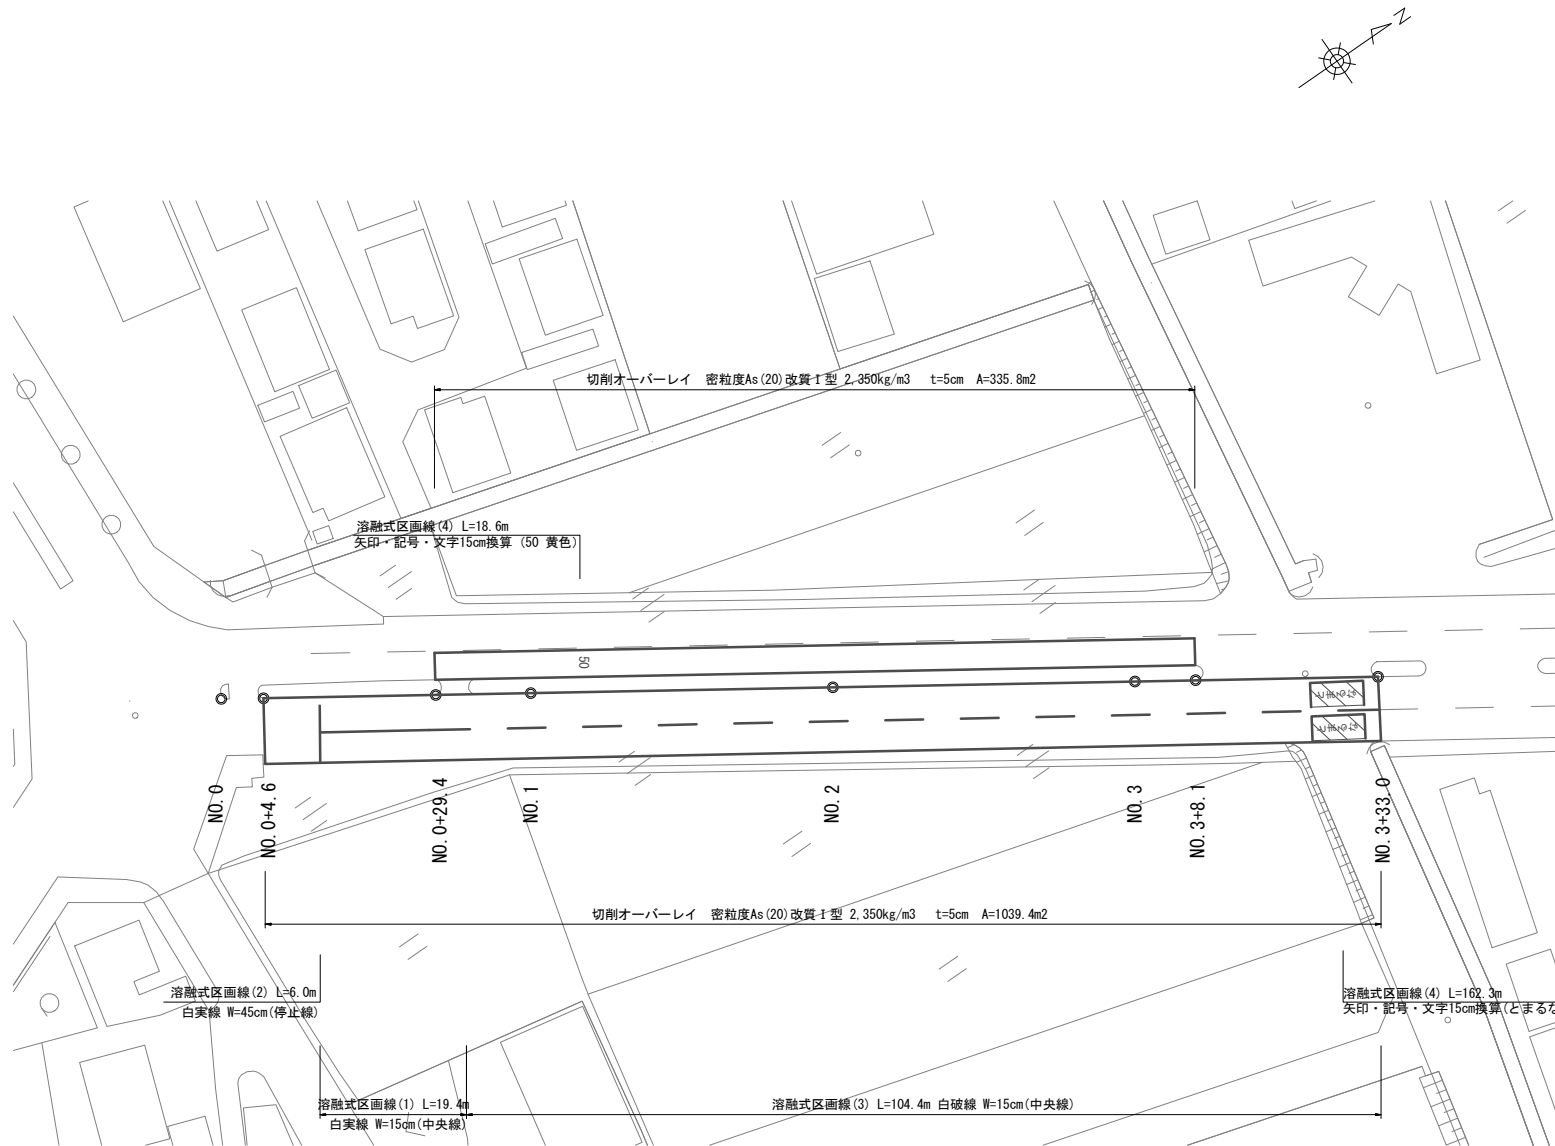 N
切削オーバーレイ 密粒度As(20)改質Ⅰ型 2,350kg/m3 t=5cm A=335.8m2
溶融式区画線(4) L=18.6m
矢印・記号・文字15cm換算 (50 黄色)
50
とまるな
とまるな
NO.0
NO.0+4.6
NO.0+29.4
NO.1
NO.2
NO.3
NO.3+8.1
NO.3+33.0
切削オーバーレイ 密粒度As(20)改質Ⅰ型 2,350kg/m3 t=5cm A=1039.4m2
溶融式区画線(2) L=6.0m
白実線 W=45cm(停止線)
溶融式区画線(4) L=162.3m
矢印・記号・文字15cm換算(とまるな
溶融式区画線(1) L=19.4m
白実線 W=15cm(中央線)
溶融式区画線(3) L=104.4m 白破線 W=15cm(中央線)